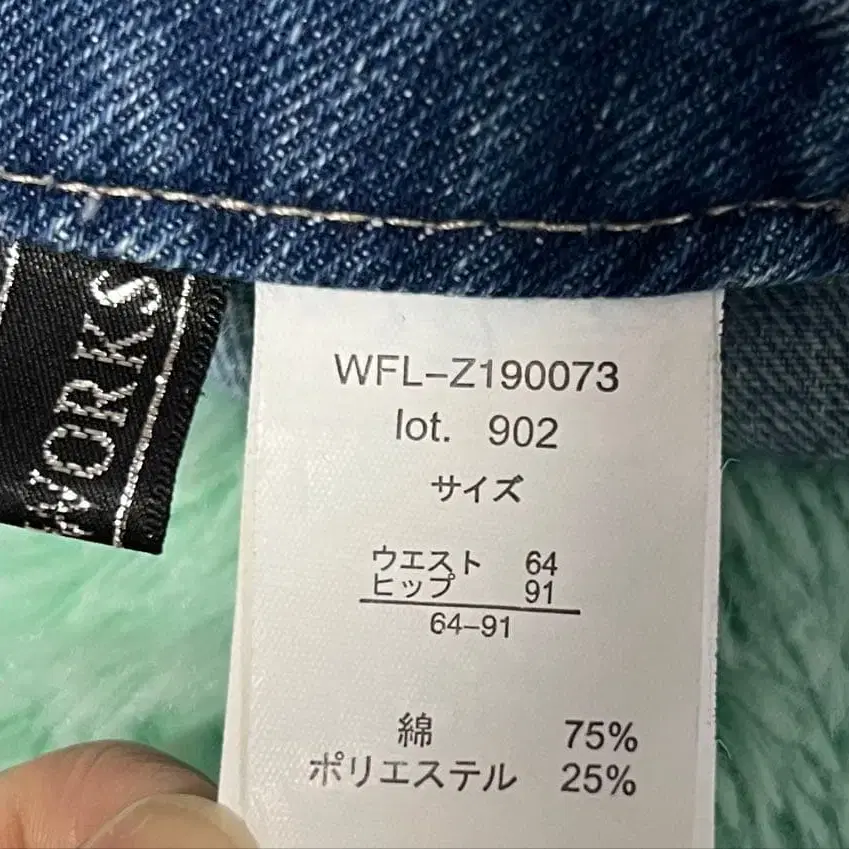 WORKS
WFL-Z190073
lot. 902
サイズ
ウエスト 64
ヒップ 91
64-91
綿 75%
ポリエステル 25%